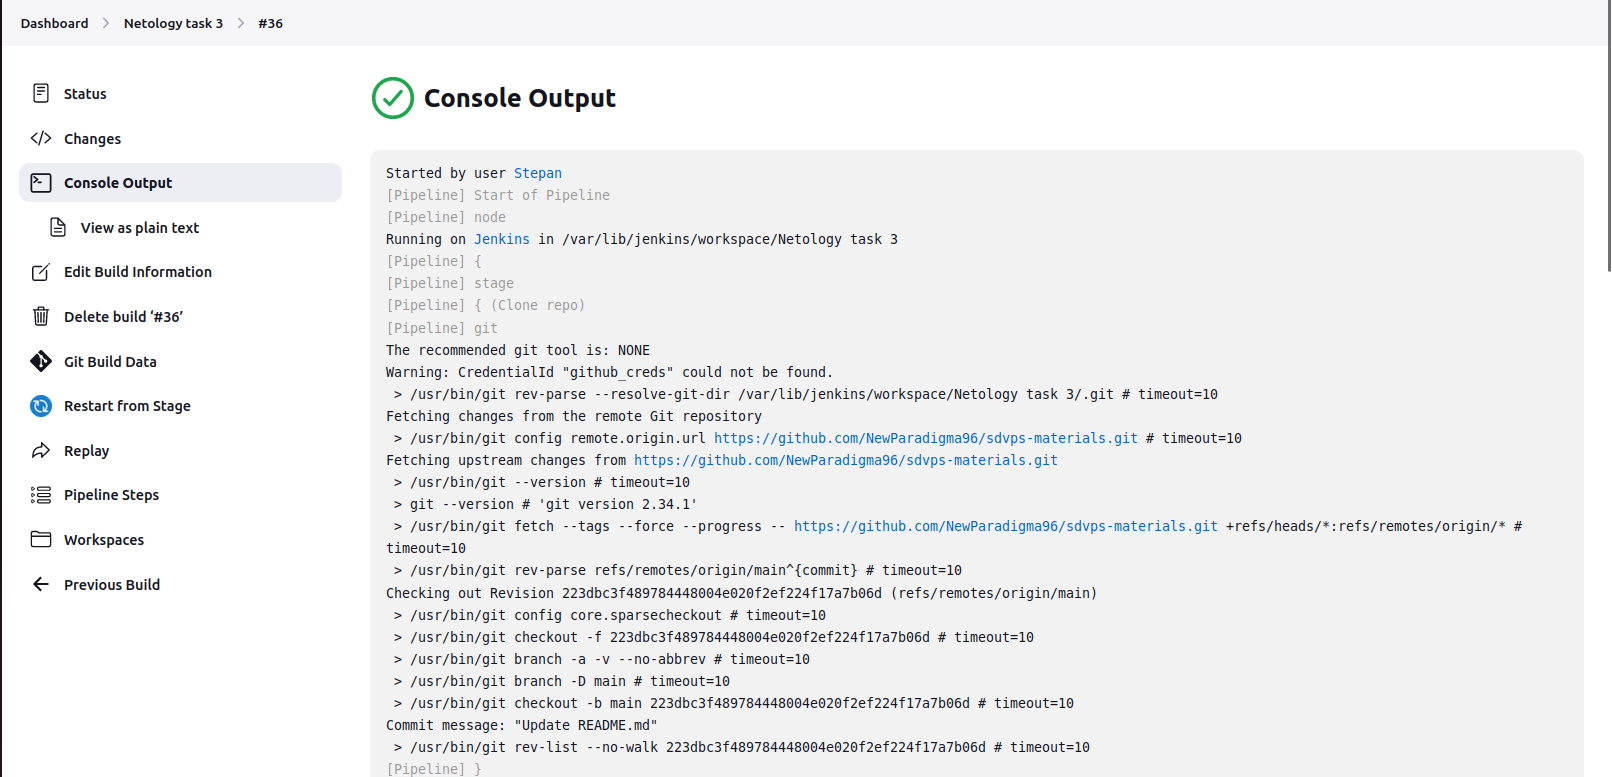 Dashboard > Netology task 3 > #36
Status
Changes
Console Output
View as plain text
Edit Build Information
Delete build ‘#36’
Git Build Data
Restart from Stage
Replay
Pipeline Steps
Workspaces
Previous Build
Console Output
Started by user Stepan
[Pipeline] Start of Pipeline
[Pipeline] node
Running on Jenkins in /var/lib/jenkins/workspace/Netology task 3
[Pipeline] {
[Pipeline] stage
[Pipeline] { (Clone repo)
[Pipeline] git
The recommended git tool is: NONE
Warning: CredentialId "github_creds" could not be found.
> /usr/bin/git rev-parse --resolve-git-dir /var/lib/jenkins/workspace/Netology task 3/.git # timeout=10
Fetching changes from the remote Git repository
> /usr/bin/git config remote.origin.url https://github.com/NewParadigma96/sdvps-materials.git # timeout=10
Fetching upstream changes from https://github.com/NewParadigma96/sdvps-materials.git
> /usr/bin/git --version # timeout=10
> git --version # 'git version 2.34.1'
> /usr/bin/git fetch --tags --force --progress -- https://github.com/NewParadigma96/sdvps-materials.git +refs/heads/*:refs/remotes/origin/* #
timeout=10
> /usr/bin/git rev-parse refs/remotes/origin/main^{commit} # timeout=10
Checking out Revision 223dbc3f489784448004e020f2ef224f17a7b06d (refs/remotes/origin/main)
> /usr/bin/git config core.sparsecheckout # timeout=10
> /usr/bin/git checkout -f 223dbc3f489784448004e020f2ef224f17a7b06d # timeout=10
> /usr/bin/git branch -a -v --no-abbrev # timeout=10
> /usr/bin/git branch -D main # timeout=10
> /usr/bin/git checkout -b main 223dbc3f489784448004e020f2ef224f17a7b06d # timeout=10
Commit message: "Update README.md"
> /usr/bin/git rev-list --no-walk 223dbc3f489784448004e020f2ef224f17a7b06d # timeout=10
[Pipeline] }